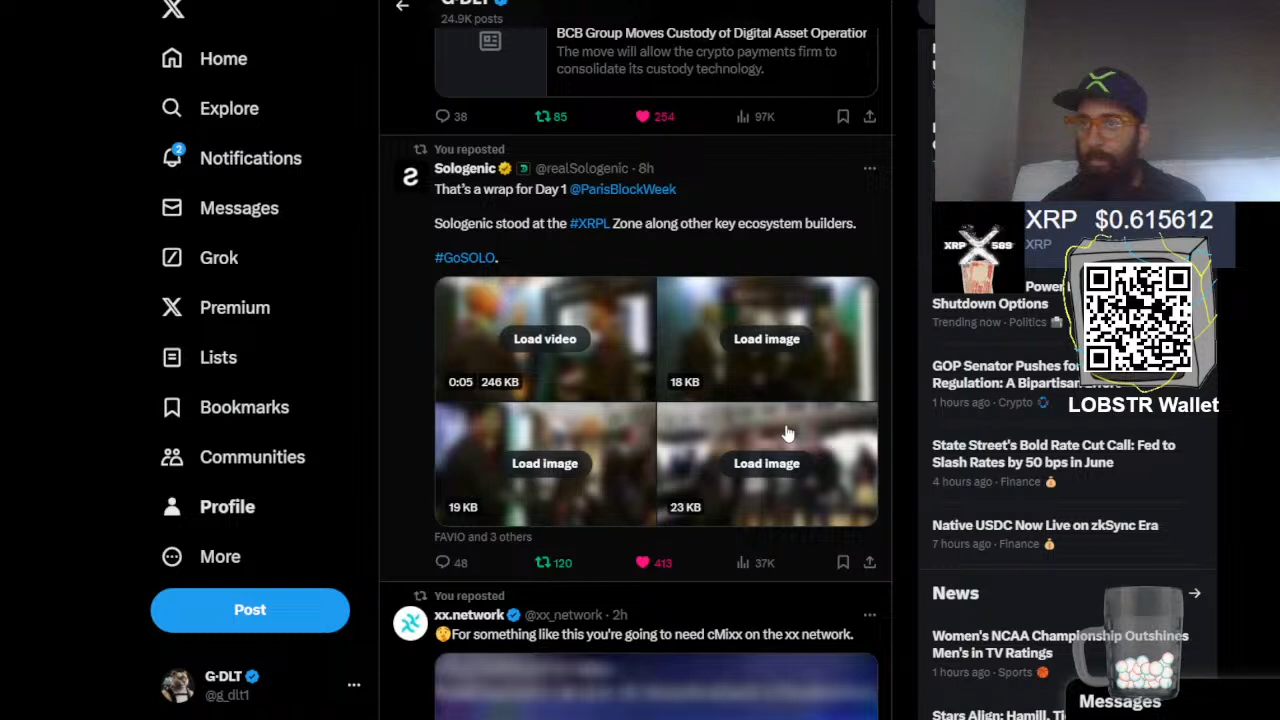 G-DLT
24.9K posts
BCB Group Moves Custody of Digital Asset Operation
The move will allow the crypto payments firm to
consolidate its custody technology.
38
85
254
97K
Home
Explore
2
Notifications
Messages
Grok
Premium
Lists
Bookmarks
Communities
Profile
More
Post
G-DLT
@g_dlt1
You reposted
Sologenic @realSologenic · 8h
That's a wrap for Day 1 @ParisBlockWeek
Sologenic stood at the #XRPL Zone along other key ecosystem builders.
#GoSOLO.
Load video
0:05
246 KB
Load image
18 KB
Load image
19 KB
Load image
23 KB
FAVIO and 3 others
48
120
413
37K
You reposted
xx.network @xx_network · 2h
🤫For something like this you're going to need cMixx on the xx network.
XRP $0.615612
XRP
XRP 589
LOBSTR Wallet
Power
Shutdown Options
Trending now · Politics
GOP Senator Pushes for
Regulation: A Bipartisan
1 hours ago · Crypto
State Street's Bold Rate Cut Call: Fed to
Slash Rates by 50 bps in June
4 hours ago · Finance
Native USDC Now Live on zkSync Era
7 hours ago · Finance
News
Women's NCAA Championship Outshines
Men's in TV Ratings
1 hours ago · Sports
Stars Align: Hamill,
Messages